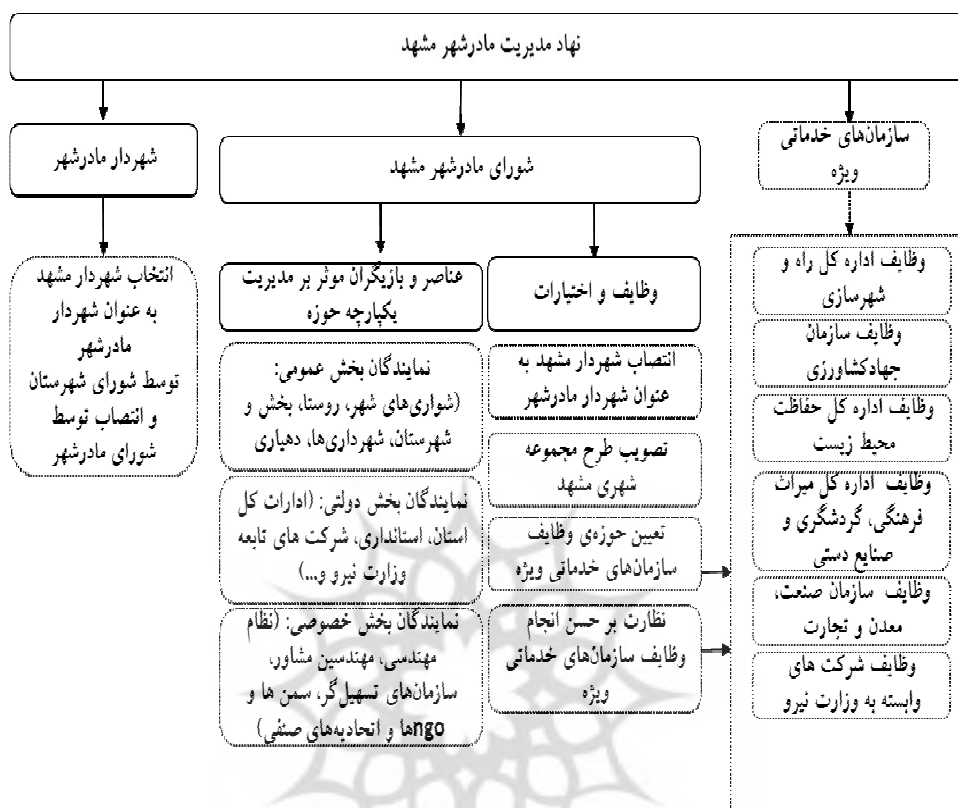 نهاد مدیریت مادرشهر مشهد
سازمان‌های خدماتی
ویژه
شورای مادرشهر مشهد
شهردار مادرشهر
وظایف اداره کل راه و
شهرسازی
وظایف سازمان
جهادکشاورزی
وظایف اداره کل حفاظت
محیط زیست
وظایف اداره کل میراث
فرهنگی، گردشگری و
صنایع دستی
وظایف سازمان صنعت،
معدن و تجارت
وظایف شرکت های
وابسته به وزارت نیرو
وظایف و اختیارات
انتصاب شهردار مشهد به
عنوان شهردار مادرشهر
تصویب طرح مجموعه
شهری مشهد
تعیین حوزه‌ی وظایف
سازمان‌های خدماتی ویژه
نظارت بر حسن انجام
وظایف سازمان‌های خدماتی
ویژه
عناصر و بازیگران موثر بر مدیریت
یکپارچه حوزه
نمایندگان بخش عمومی:
(شواری‌های شهر، روستا، بخش و
شهرستان، شهرداری‌ها، دهیاری
نمایندگان بخش دولتی: (ادارات کل
استان، استانداری، شرکت های تابعه
وزارت نیرو و...)
نمایندگان بخش خصوصی: (نظام
مهندسی، مهندسین مشاور،
سازمان‌های تسهیل‌گر، سمن ها و
ngoها و اتحادیه‌های صنفی)
انتخاب شهردار مشهد
به عنوان شهردار
مادرشهر
توسط شورای شهرستان
و انتصاب توسط
شورای مادرشهر